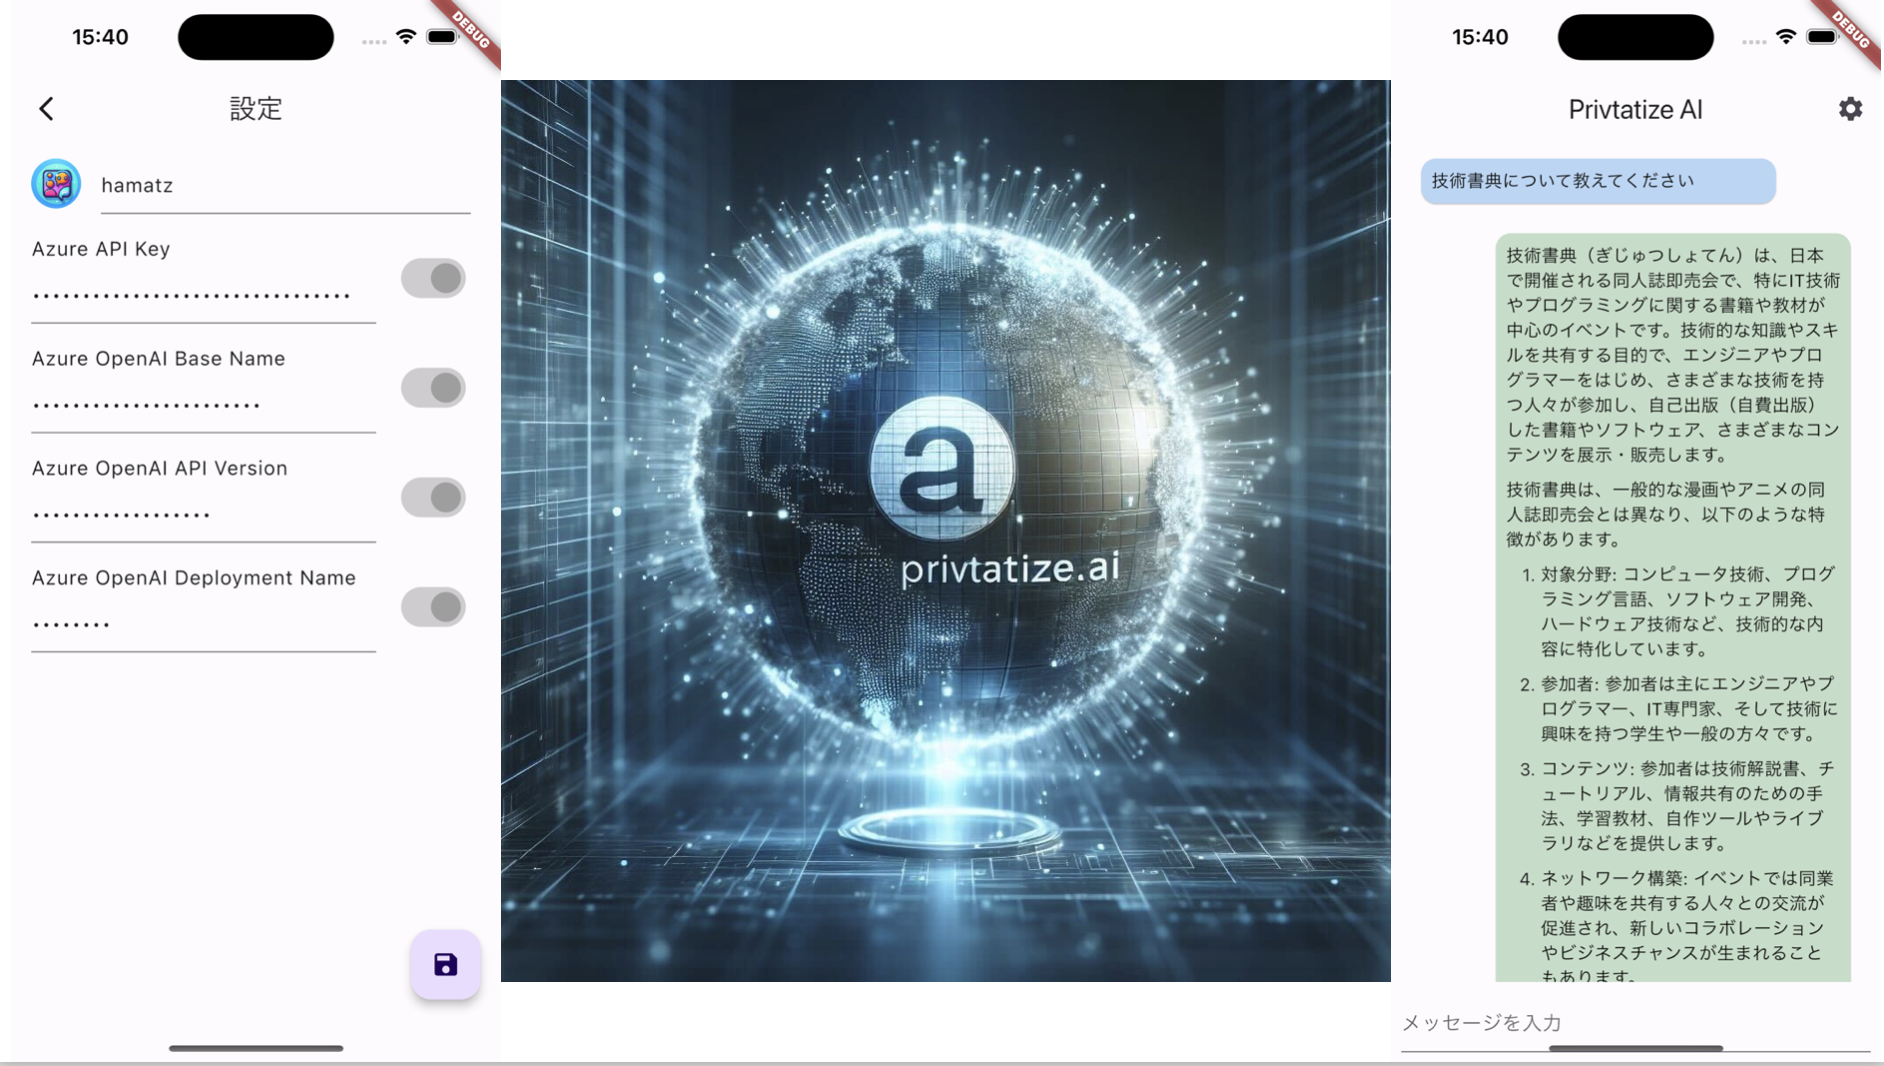 15:40
DEBUG
設定
hamatz
Azure API Key
Azure OpenAI Base Name
Azure OpenAI API Version
Azure OpenAI Deployment Name
a
privtatize.ai
15:40
DEBUG
Privtatize AI
技術書典について教えてください
技術書典（ぎじゅつしょてん）は、日本
で開催される同人誌即売会で、特にIT技術
やプログラミングに関する書籍や教材が
中心のイベントです。技術的な知識やスキ
ルを共有する目的で、エンジニアやプロ
グラマーをはじめ、さまざまな技術を持
つ人々が参加し、自己出版（自費出版）
した書籍やソフトウェア、さまざまなコン
テンツを展示・販売します。
技術書典は、一般的な漫画やアニメの同
人誌即売会とは異なり、以下のような特
徴があります。
1. 対象分野: コンピュータ技術、プログ
ラミング言語、ソフトウェア開発、
ハードウェア技術など、技術的な内
容に特化しています。
2. 参加者: 参加者は主にエンジニアやプ
ログラマー、IT専門家、そして技術に
興味を持つ学生や一般の方々です。
3. コンテンツ: 参加者は技術解説書、チ
ュートリアル、情報共有のための手
法、学習教材、自作ツールやライブ
ラリなどを提供します。
4. ネットワーク構築: イベントでは同業
者や趣味を共有する人々との交流が
促進され、新しいコラボレーション
やビジネスチャンスが生まれること
もあります。
メッセージを入力